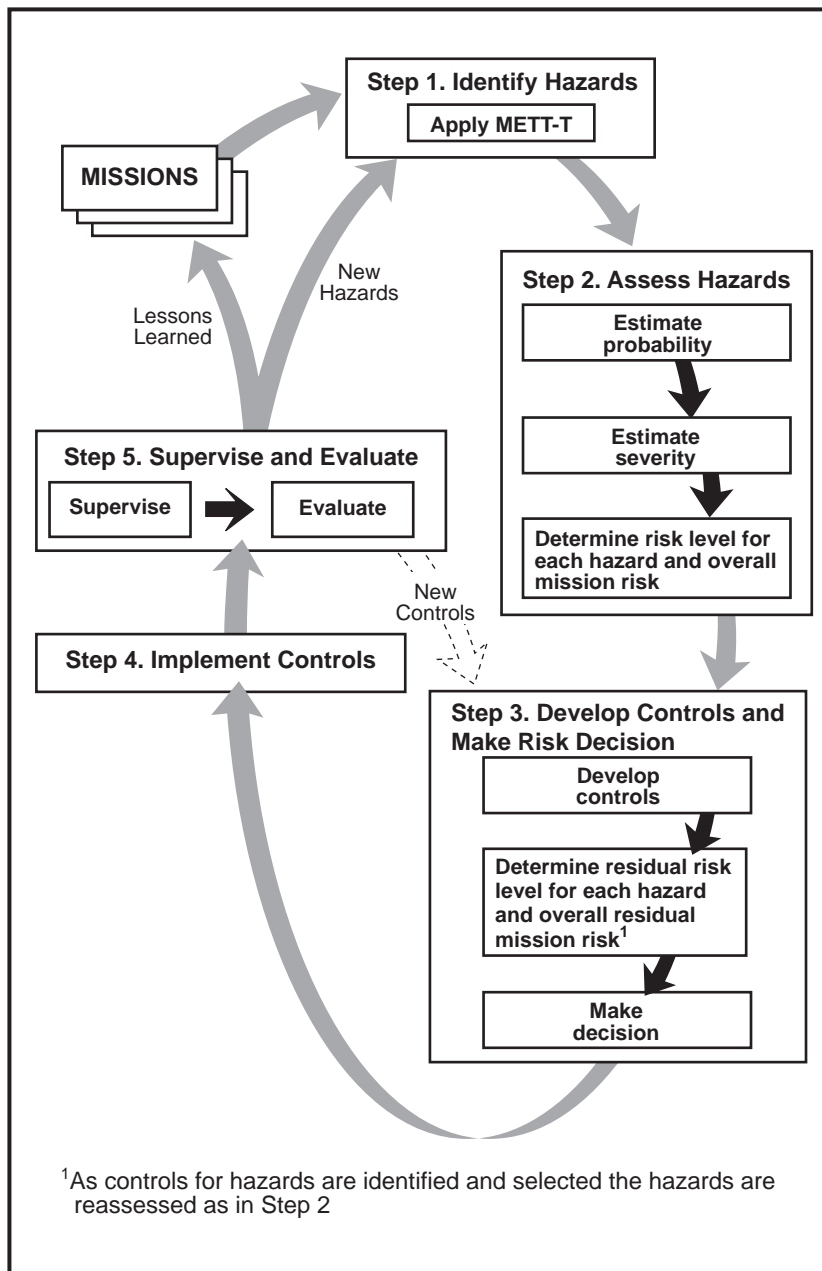 Step 1. Identify Hazards
Apply METT-T
MISSIONS
New
Hazards
Lessons
Learned
Step 2. Assess Hazards
Estimate
probability
Estimate
severity
Determine risk level for
each hazard and overall
mission risk
Step 5. Supervise and Evaluate
Supervise
Evaluate
New
Controls
Step 4. Implement Controls
Step 3. Develop Controls and
Make Risk Decision
Develop
controls
Determine residual risk
level for each hazard
and overall residual
mission risk¹
Make
decision
¹As controls for hazards are identified and selected the hazards are
reassessed as in Step 2